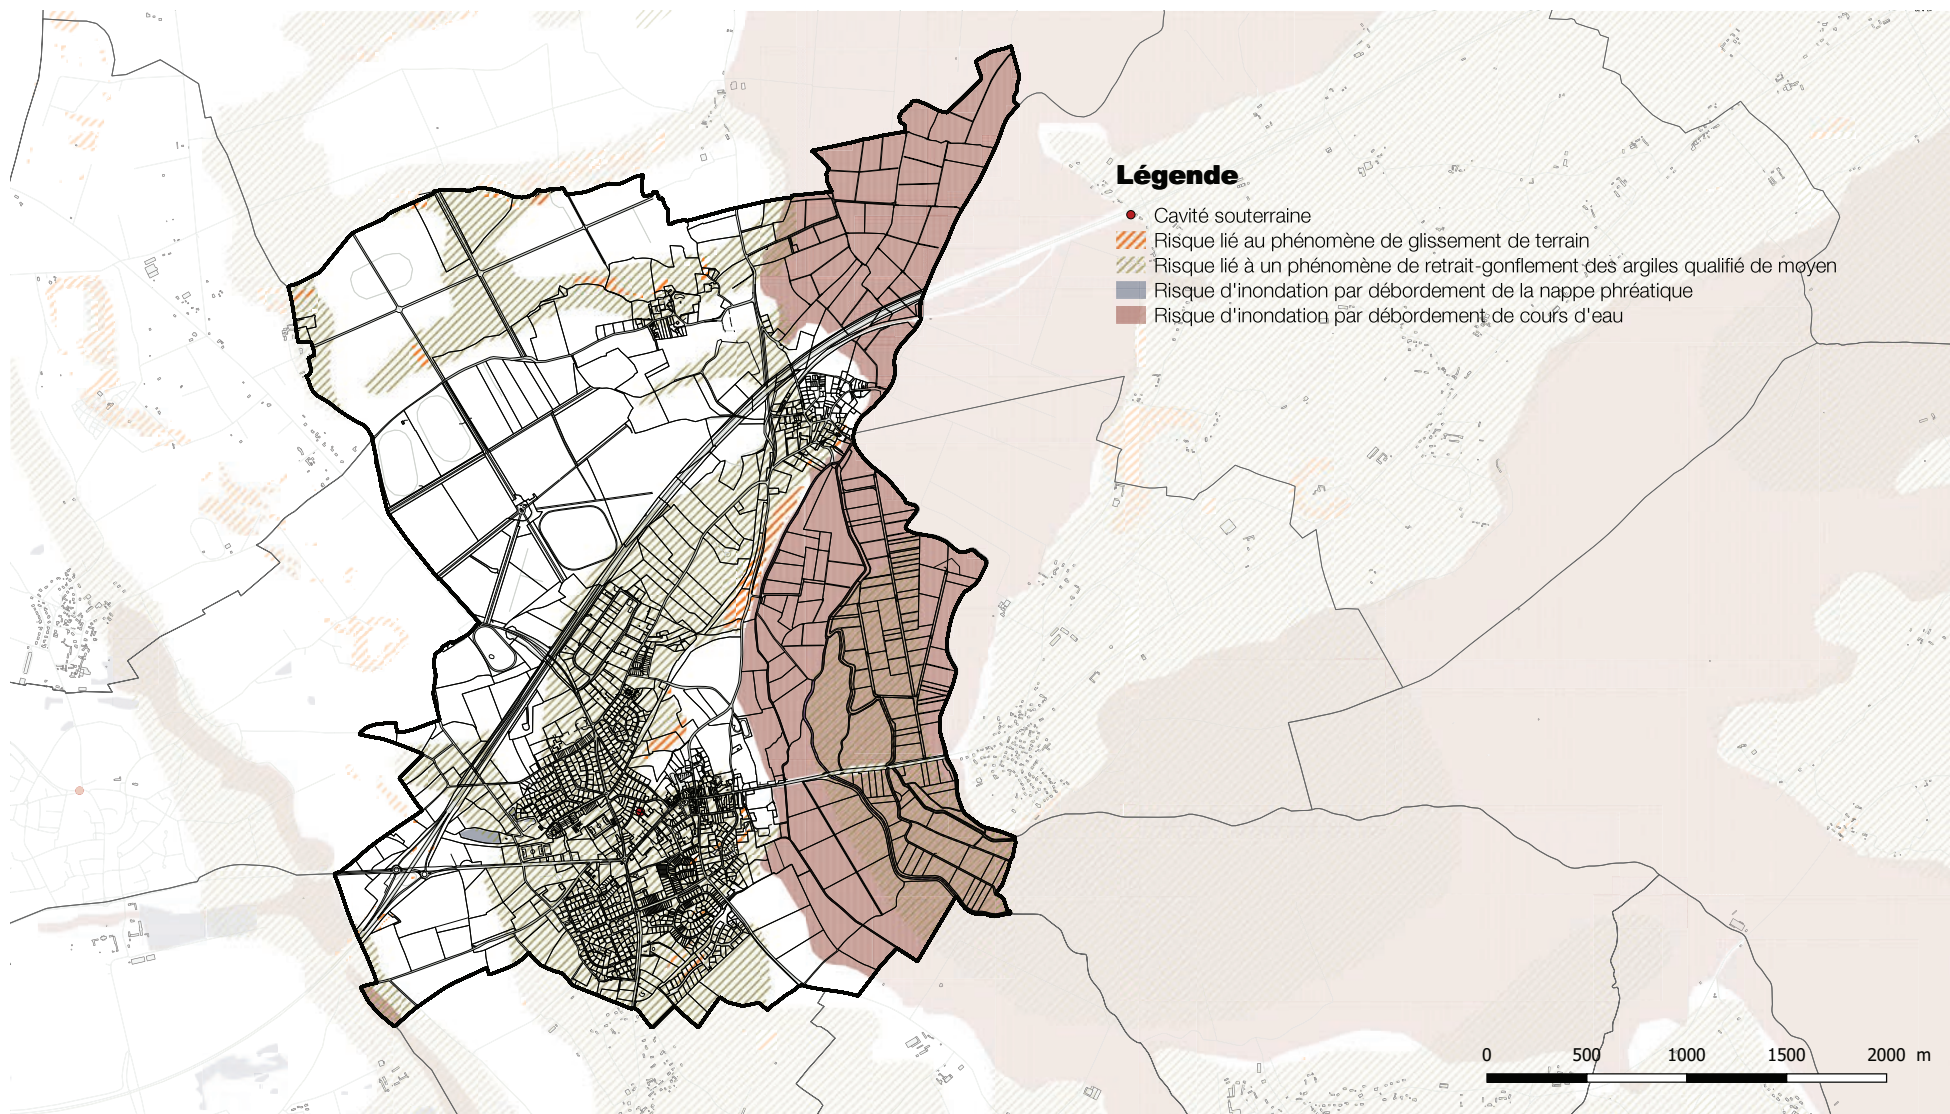 Légende
Cavité souterraine
Risque lié au phénomène de glissement de terrain
Risque lié à un phénomène de retrait-gonflement des argiles qualifié de moyen
Risque d'inondation par débordement de la nappe phréatique
Risque d'inondation par débordement de cours d'eau
0 500 1000 1500 2000 m